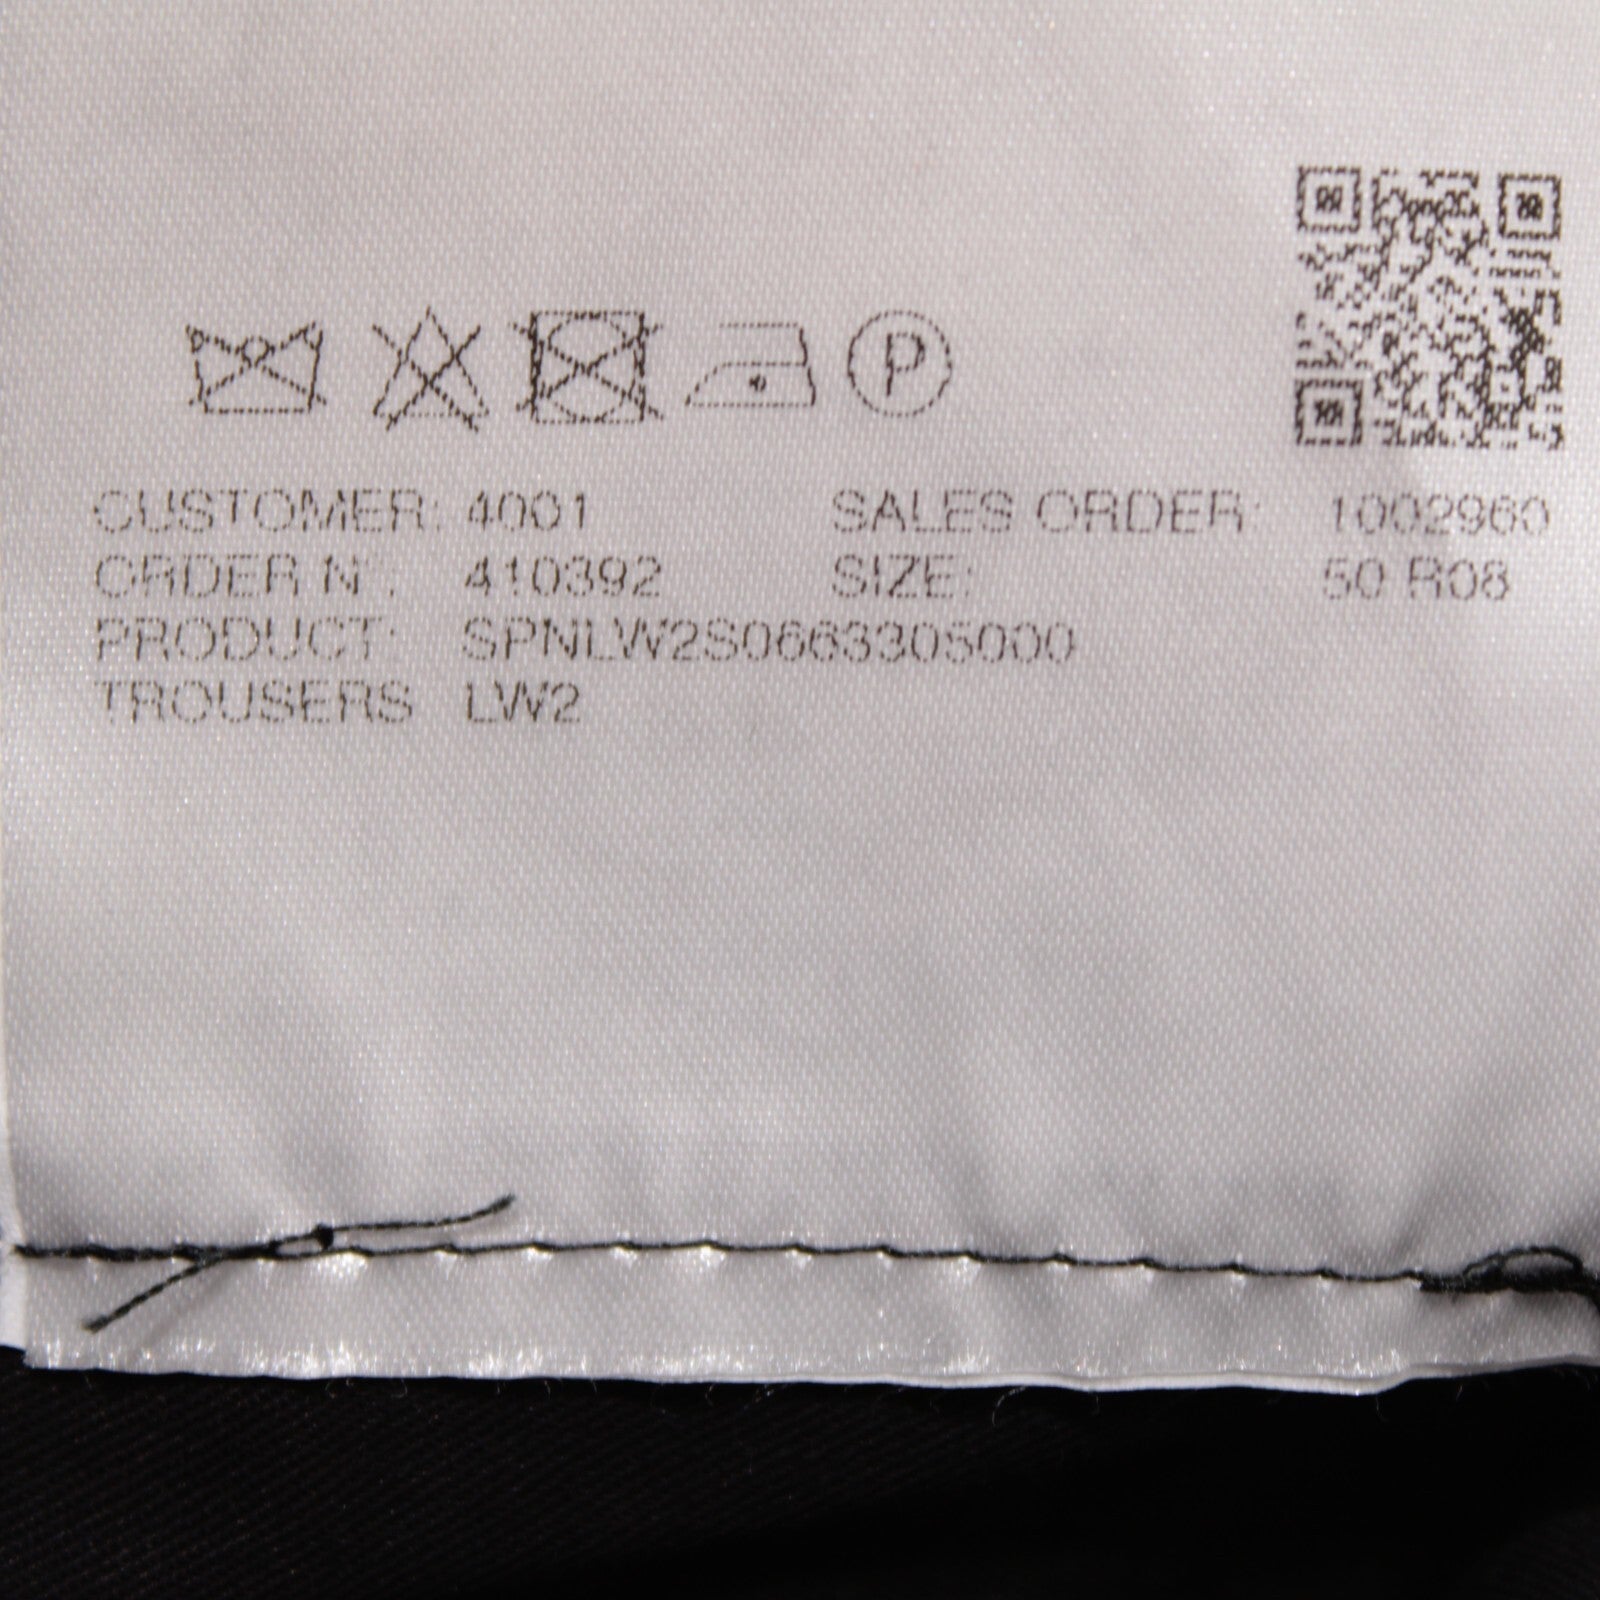 P
CUSTOMER: 4001 SALES ORDER: 1002960
ORDER N°: 410392 SIZE: 50 R08
PRODUCT: SPNLW2S0663305000
TROUSERS LW2